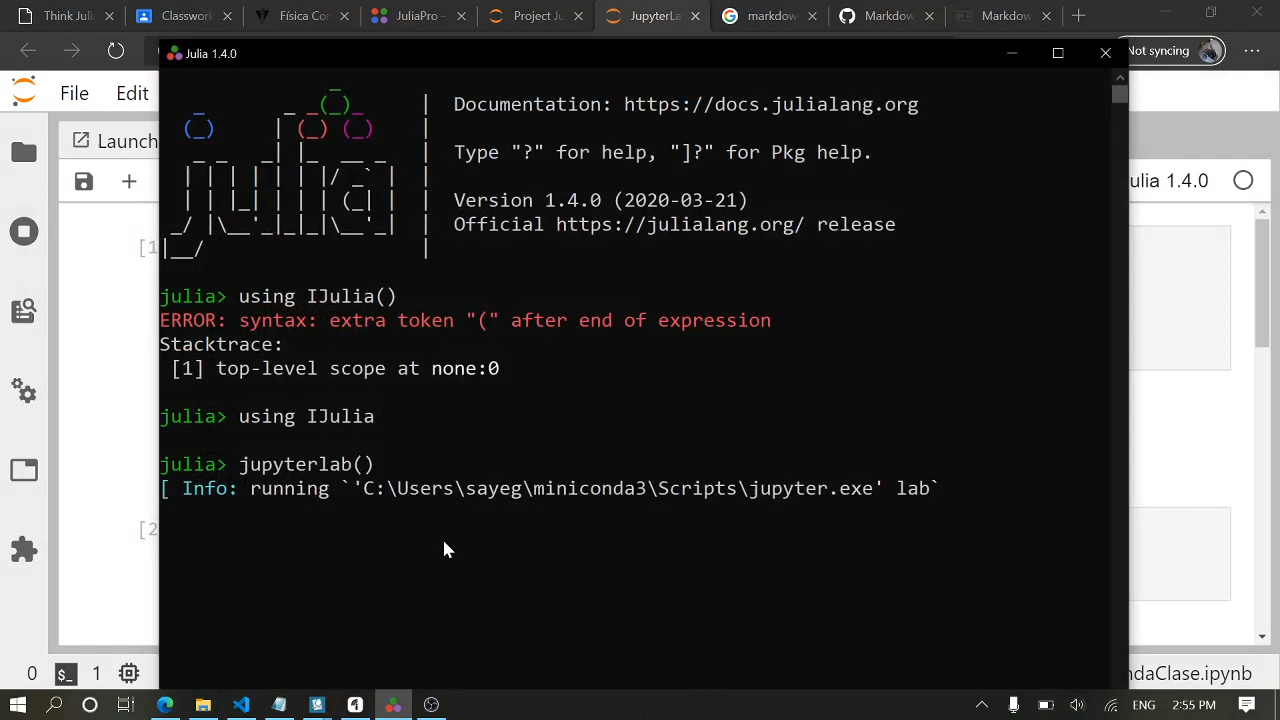 Think Juli
Classwork
Física Co
JuliaPro –
Project Ju
JupyterLa
markdow
Markdow
Markdow
Not syncing
File Edit
Launch
Julia 1.4.0
Documentation: https://docs.julialang.org
Type "?" for help, "]?" for Pkg help.
Version 1.4.0 (2020-03-21)
Official https://julialang.org/ release
ulia 1.4.0
[1
julia> using IJulia()
ERROR: syntax: extra token "(" after end of expression
Stacktrace:
[1] top-level scope at none:0
julia> using IJulia
julia> jupyterlab()
[ Info: running `'C:\Users\sayeg\miniconda3\Scripts\jupyter.exe' lab`
[2
0
1
ndaClase.ipynb
ENG
2:55 PM